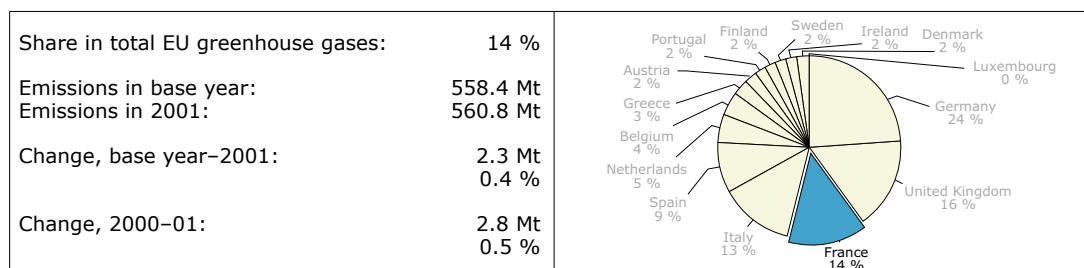 Share in total EU greenhouse gases: 14 %
Emissions in base year: 558.4 Mt
Emissions in 2001: 560.8 Mt
Change, base year–2001: 2.3 Mt
0.4 %
Change, 2000–01: 2.8 Mt
0.5 %
Sweden
2 %
Finland
2 %
Ireland
2 %
Denmark
2 %
Portugal
2 %
Luxembourg
0 %
Austria
2 %
Greece
3 %
Germany
24 %
Belgium
4 %
Netherlands
5 %
United Kingdom
16 %
Spain
9 %
Italy
13 %
France
14 %